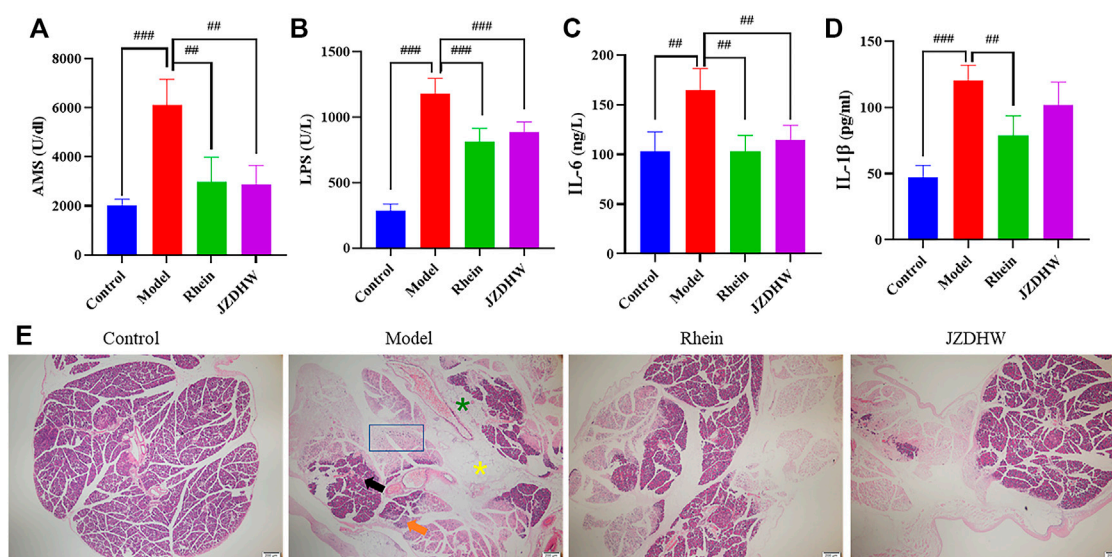 A
AMS (U/dl)
8000
6000
4000
2000
0
###
##
##
Control
Model
Rhein
JZDHW
B
LPS (U/L)
1500
1000
500
0
###
###
###
Control
Model
Rhein
JZDHW
C
IL-6 (ng/L)
200
150
100
50
0
##
##
##
Control
Model
Rhein
JZDHW
D
IL-1β (pg/ml)
150
100
50
0
###
##
Control
Model
Rhein
JZDHW
E
Control
Model
Rhein
JZDHW
*
*